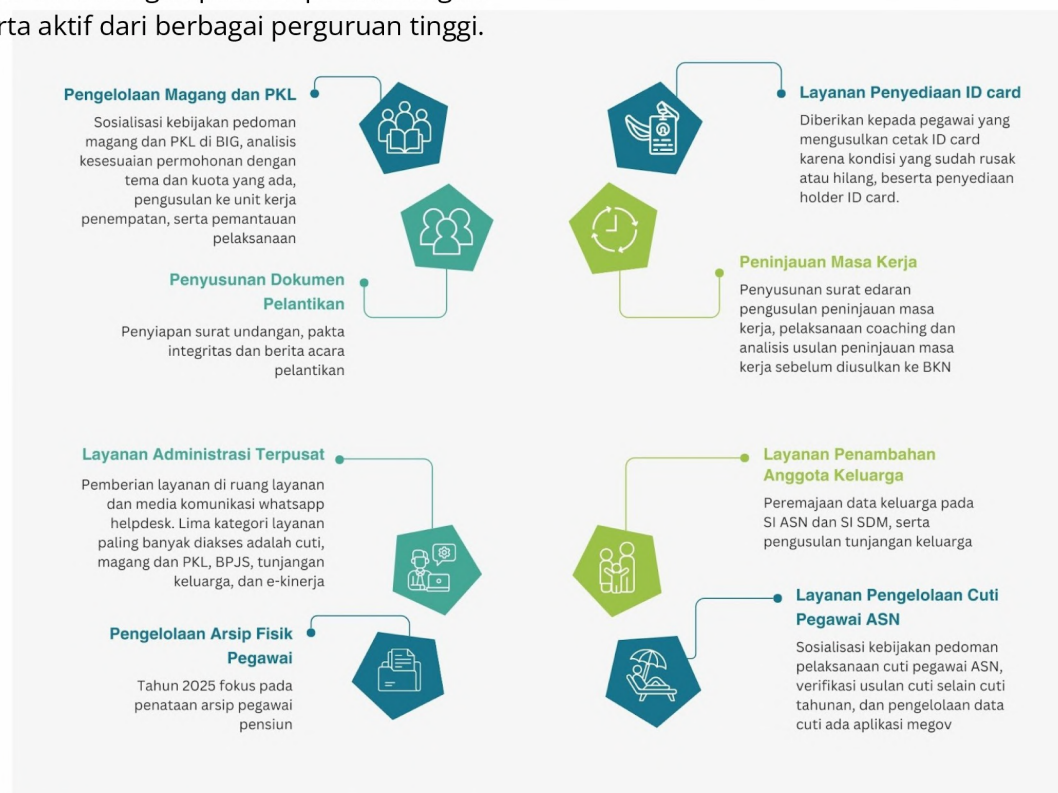 rta aktif dari berbagai perguruan tinggi.
Pengelolaan Magang dan PKL
Sosialisasi kebijakan pedoman
magang dan PKL di BIG, analisis
kesesuaian permohonan dengan
tema dan kuota yang ada,
pengusulan ke unit kerja
penempatan, serta pemantauan
pelaksanaan
Penyusunan Dokumen
Pelantikan
Penyiapan surat undangan, pakta
integritas dan berita acara
pelantikan
Layanan Administrasi Terpusat
Pemberian layanan di ruang layanan
dan media komunikasi whatsapp
helpdesk. Lima kategori layanan
paling banyak diakses adalah cuti,
magang dan PKL, BPJS, tunjangan
keluarga, dan e-kinerja
Pengelolaan Arsip Fisik
Pegawai
Tahun 2025 fokus pada
penataan arsip pegawai
pensiun
Layanan Penyediaan ID card
Diberikan kepada pegawai yang
mengusulkan cetak ID card
karena kondisi yang sudah rusak
atau hilang, beserta penyediaan
holder ID card.
Peninjauan Masa Kerja
Penyusunan surat edaran
pengusulan peninjauan masa
kerja, pelaksanaan coaching dan
analisis usulan peninjauan masa
kerja sebelum diusulkan ke BKN
Layanan Penambahan
Anggota Keluarga
Peremajaan data keluarga pada
SI ASN dan SI SDM, serta
pengusulan tunjangan keluarga
Layanan Pengelolaan Cuti
Pegawai ASN
Sosialisasi kebijakan pedoman
pelaksanaan cuti pegawai ASN,
verifikasi usulan cuti selain cuti
tahunan, dan pengelolaan data
cuti ada aplikasi megov